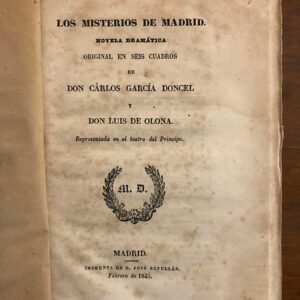 LOS MISTERIOS DE MADRID.
NOVELA DRAMÁTICA
ORIGINAL EN SEIS CUADROS
DE
DON CÁRLOS GARCÍA DONCEL
Y
DON LUIS DE OLONA.
Representada en el teatro del Príncipe.
M. D.
MADRID.
IMPRENTA DE D. JOSÉ REPULLÉS.
Febrero de 1845.